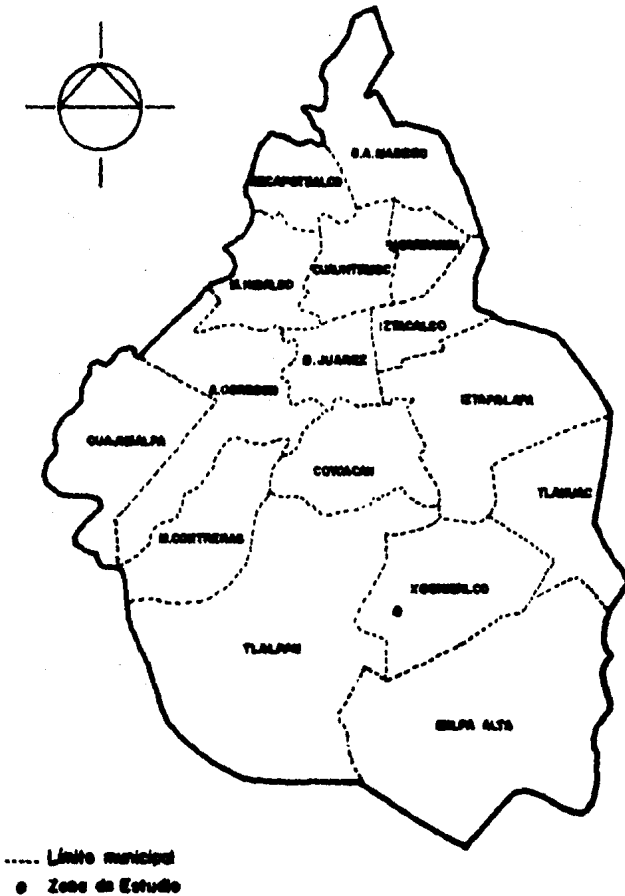 G.A. MADERO
AZCAPOTZALCO
V. CARRANZA
CUAUHTEMOC
M. HIDALGO
IZTACALCO
B. JUAREZ
A. OBREGON
IZTAPALAPA
CUAJIMALPA
COYOACAN
TLAHUAC
M. CONTRERAS
XOCHIMILCO
TLALPAN
MILPA ALTA
Límite municipal
Zona de Estudio